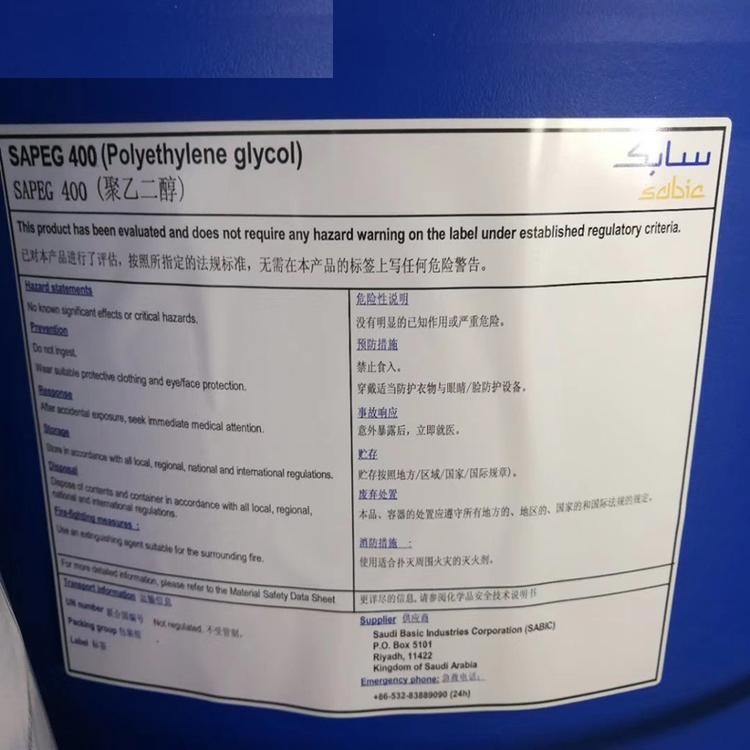 SAPEG 400 (Polyethylene glycol)
SAPEG 400 (聚乙二醇)
سابك
sabic
This product has been evaluated and does not require any hazard warning on the label under established regulatory criteria.
已对本产品进行了评估，按照所指定的法规标准，无需在本产品的标签上写任何危险警告。
Hazard statements
No known significant effects or critical hazards.
Prevention
Do not ingest.
Wear suitable protective clothing and eye/face protection.
Response
After accidental exposure, seek immediate medical attention.
Storage
Store in accordance with all local, regional, national and international regulations.
Disposal
Dispose of contents and container in accordance with all local, regional,
national and international regulations.
Fire-fighting measures :
Use an extinguishing agent suitable for the surrounding fire.
For more detailed information, please refer to the Material Safety Data Sheet
危险性说明
没有明显的已知作用或严重危险。
预防措施
禁止食入。
穿戴适当防护衣物与眼睛/脸防护设备。
事故响应
意外暴露后，立即就医。
贮存
贮存按照地方/区域/国家/国际规章)。
废弃处置
本品、容器的处置应遵守所有地方的、地区的、国家的和国际法规的规定。
消防措施 :
使用适合扑灭周围火灾的灭火剂。
更详尽的信息,请参阅化学品安全技术说明书
Transport information 运输信息
UN number 联合国编号 Not regulated. 不受管制。
Packing group 包装组
Label 标签
Supplier 供应商
Saudi Basic Industries Corporation (SABIC)
P.O. Box 5101
Riyadh, 11422
Kingdom of Saudi Arabia
Emergency phone: 急救电话:
+86-532-83889090 (24h)